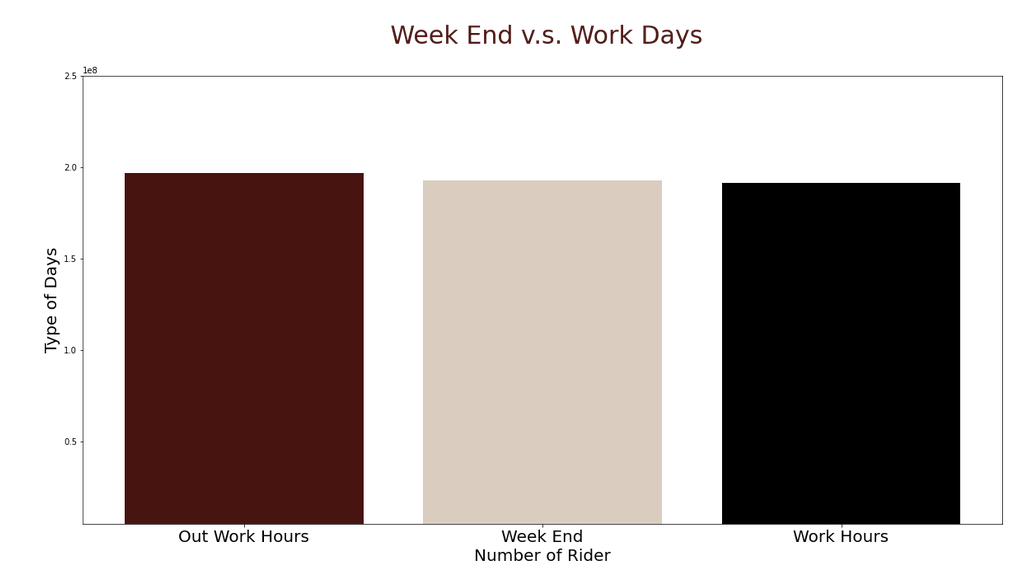 Week End v.s. Work Days
1e8
2.5
2.0
1.5
1.0
0.5
Type of Days
Out Work Hours
Week End
Work Hours
Number of Rider